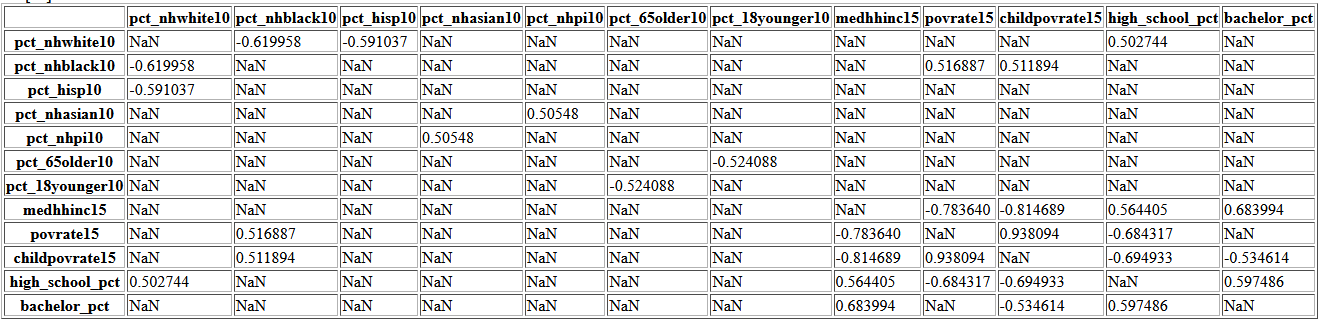 pct_nhwhite10 pct_nhblack10 pct_hisp10 pct_nhasian10 pct_nhpi10 pct_65older10 pct_18younger10 medhhinc15 povrate15 childpovrate15 high_school_pct bachelor_pct
pct_nhwhite10 NaN -0.619958 -0.591037 NaN NaN NaN NaN NaN NaN NaN 0.502744 NaN
pct_nhblack10 -0.619958 NaN NaN NaN NaN NaN NaN NaN 0.516887 0.511894 NaN NaN
pct_hisp10 -0.591037 NaN NaN NaN NaN NaN NaN NaN NaN NaN NaN NaN
pct_nhasian10 NaN NaN NaN NaN 0.50548 NaN NaN NaN NaN NaN NaN NaN
pct_nhpi10 NaN NaN NaN 0.50548 NaN NaN NaN NaN NaN NaN NaN NaN
pct_65older10 NaN NaN NaN NaN NaN NaN -0.524088 NaN NaN NaN NaN NaN
pct_18younger10 NaN NaN NaN NaN NaN -0.524088 NaN NaN NaN NaN NaN NaN
medhhinc15 NaN NaN NaN NaN NaN NaN NaN NaN -0.783640 -0.814689 0.564405 0.683994
povrate15 NaN 0.516887 NaN NaN NaN NaN NaN -0.783640 NaN 0.938094 -0.684317 NaN
childpovrate15 NaN 0.511894 NaN NaN NaN NaN NaN -0.814689 0.938094 NaN -0.694933 -0.534614
high_school_pct 0.502744 NaN NaN NaN NaN NaN NaN 0.564405 -0.684317 -0.694933 NaN 0.597486
bachelor_pct NaN NaN NaN NaN NaN NaN NaN 0.683994 NaN -0.534614 0.597486 NaN